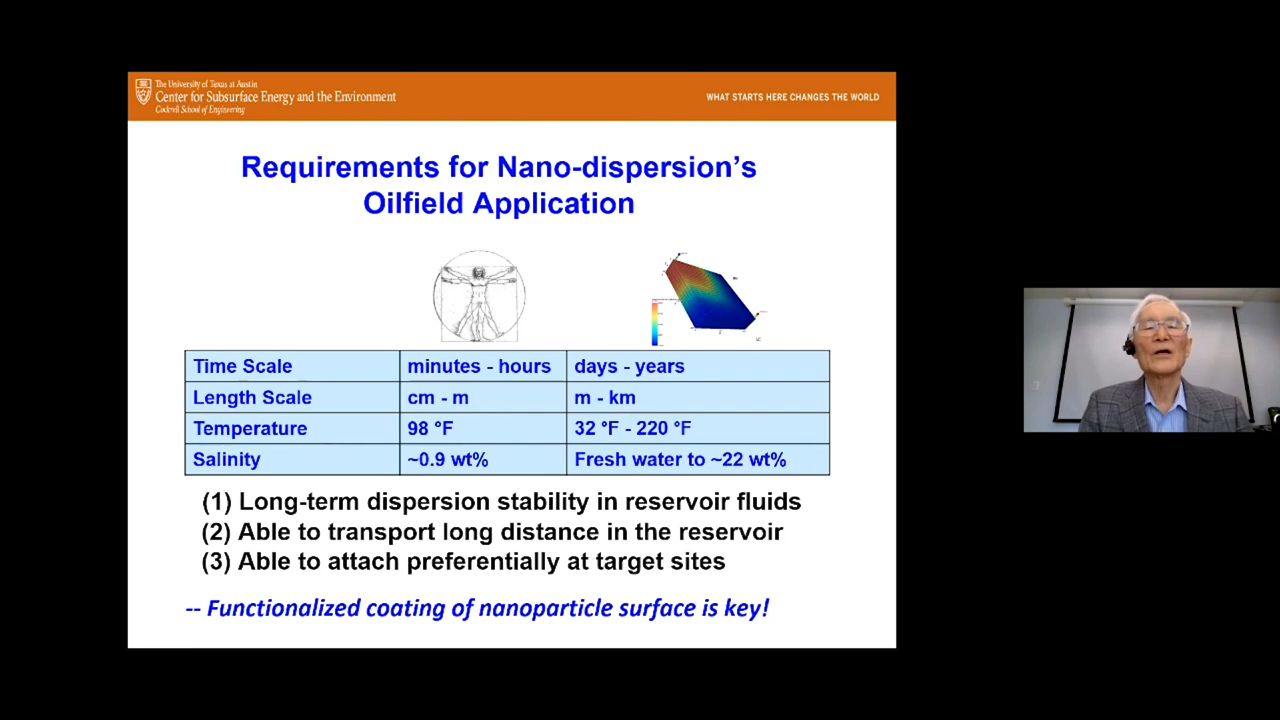 The University of Texas at Austin
Center for Subsurface Energy and the Environment
Cockrell School of Engineering
WHAT STARTS HERE CHANGES THE WORLD
Requirements for Nano-dispersion's
Oilfield Application
Time Scale minutes - hours days - years
Length Scale cm - m m - km
Temperature 98 °F 32 °F - 220 °F
Salinity ~0.9 wt% Fresh water to ~22 wt%
(1) Long-term dispersion stability in reservoir fluids
(2) Able to transport long distance in the reservoir
(3) Able to attach preferentially at target sites
-- Functionalized coating of nanoparticle surface is key!